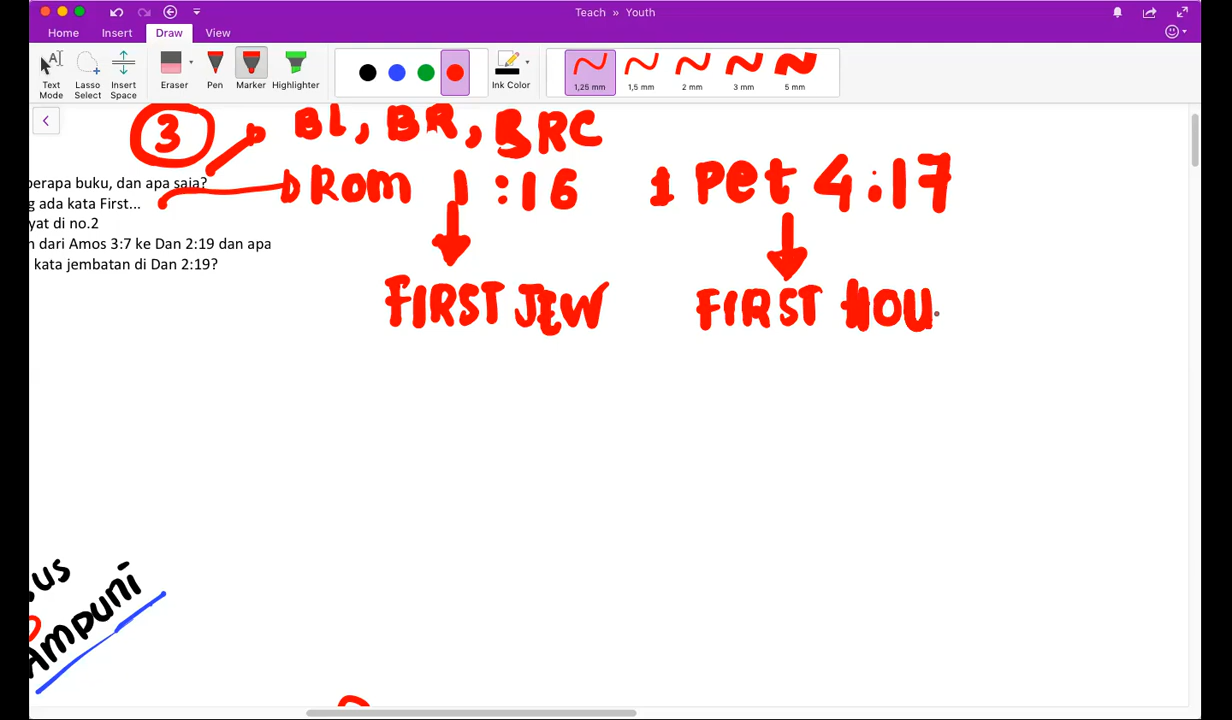 Teach » Youth
Home Insert Draw View
Text Mode
Lasso Select
Insert Space
Eraser
Pen
Marker
Highlighter
Ink Color
1,25 mm
1,5 mm
2 mm
3 mm
5 mm
3 BL, BR, BRC
berapa buku, dan apa saja?
Rom 1:16 1 Pet 4:17
g ada kata First...
yat di no.2
n dari Amos 3:7 ke Dan 2:19 dan apa
kata jembatan di Dan 2:19?
FIRST JEW FIRST HOU
sus
ampuni